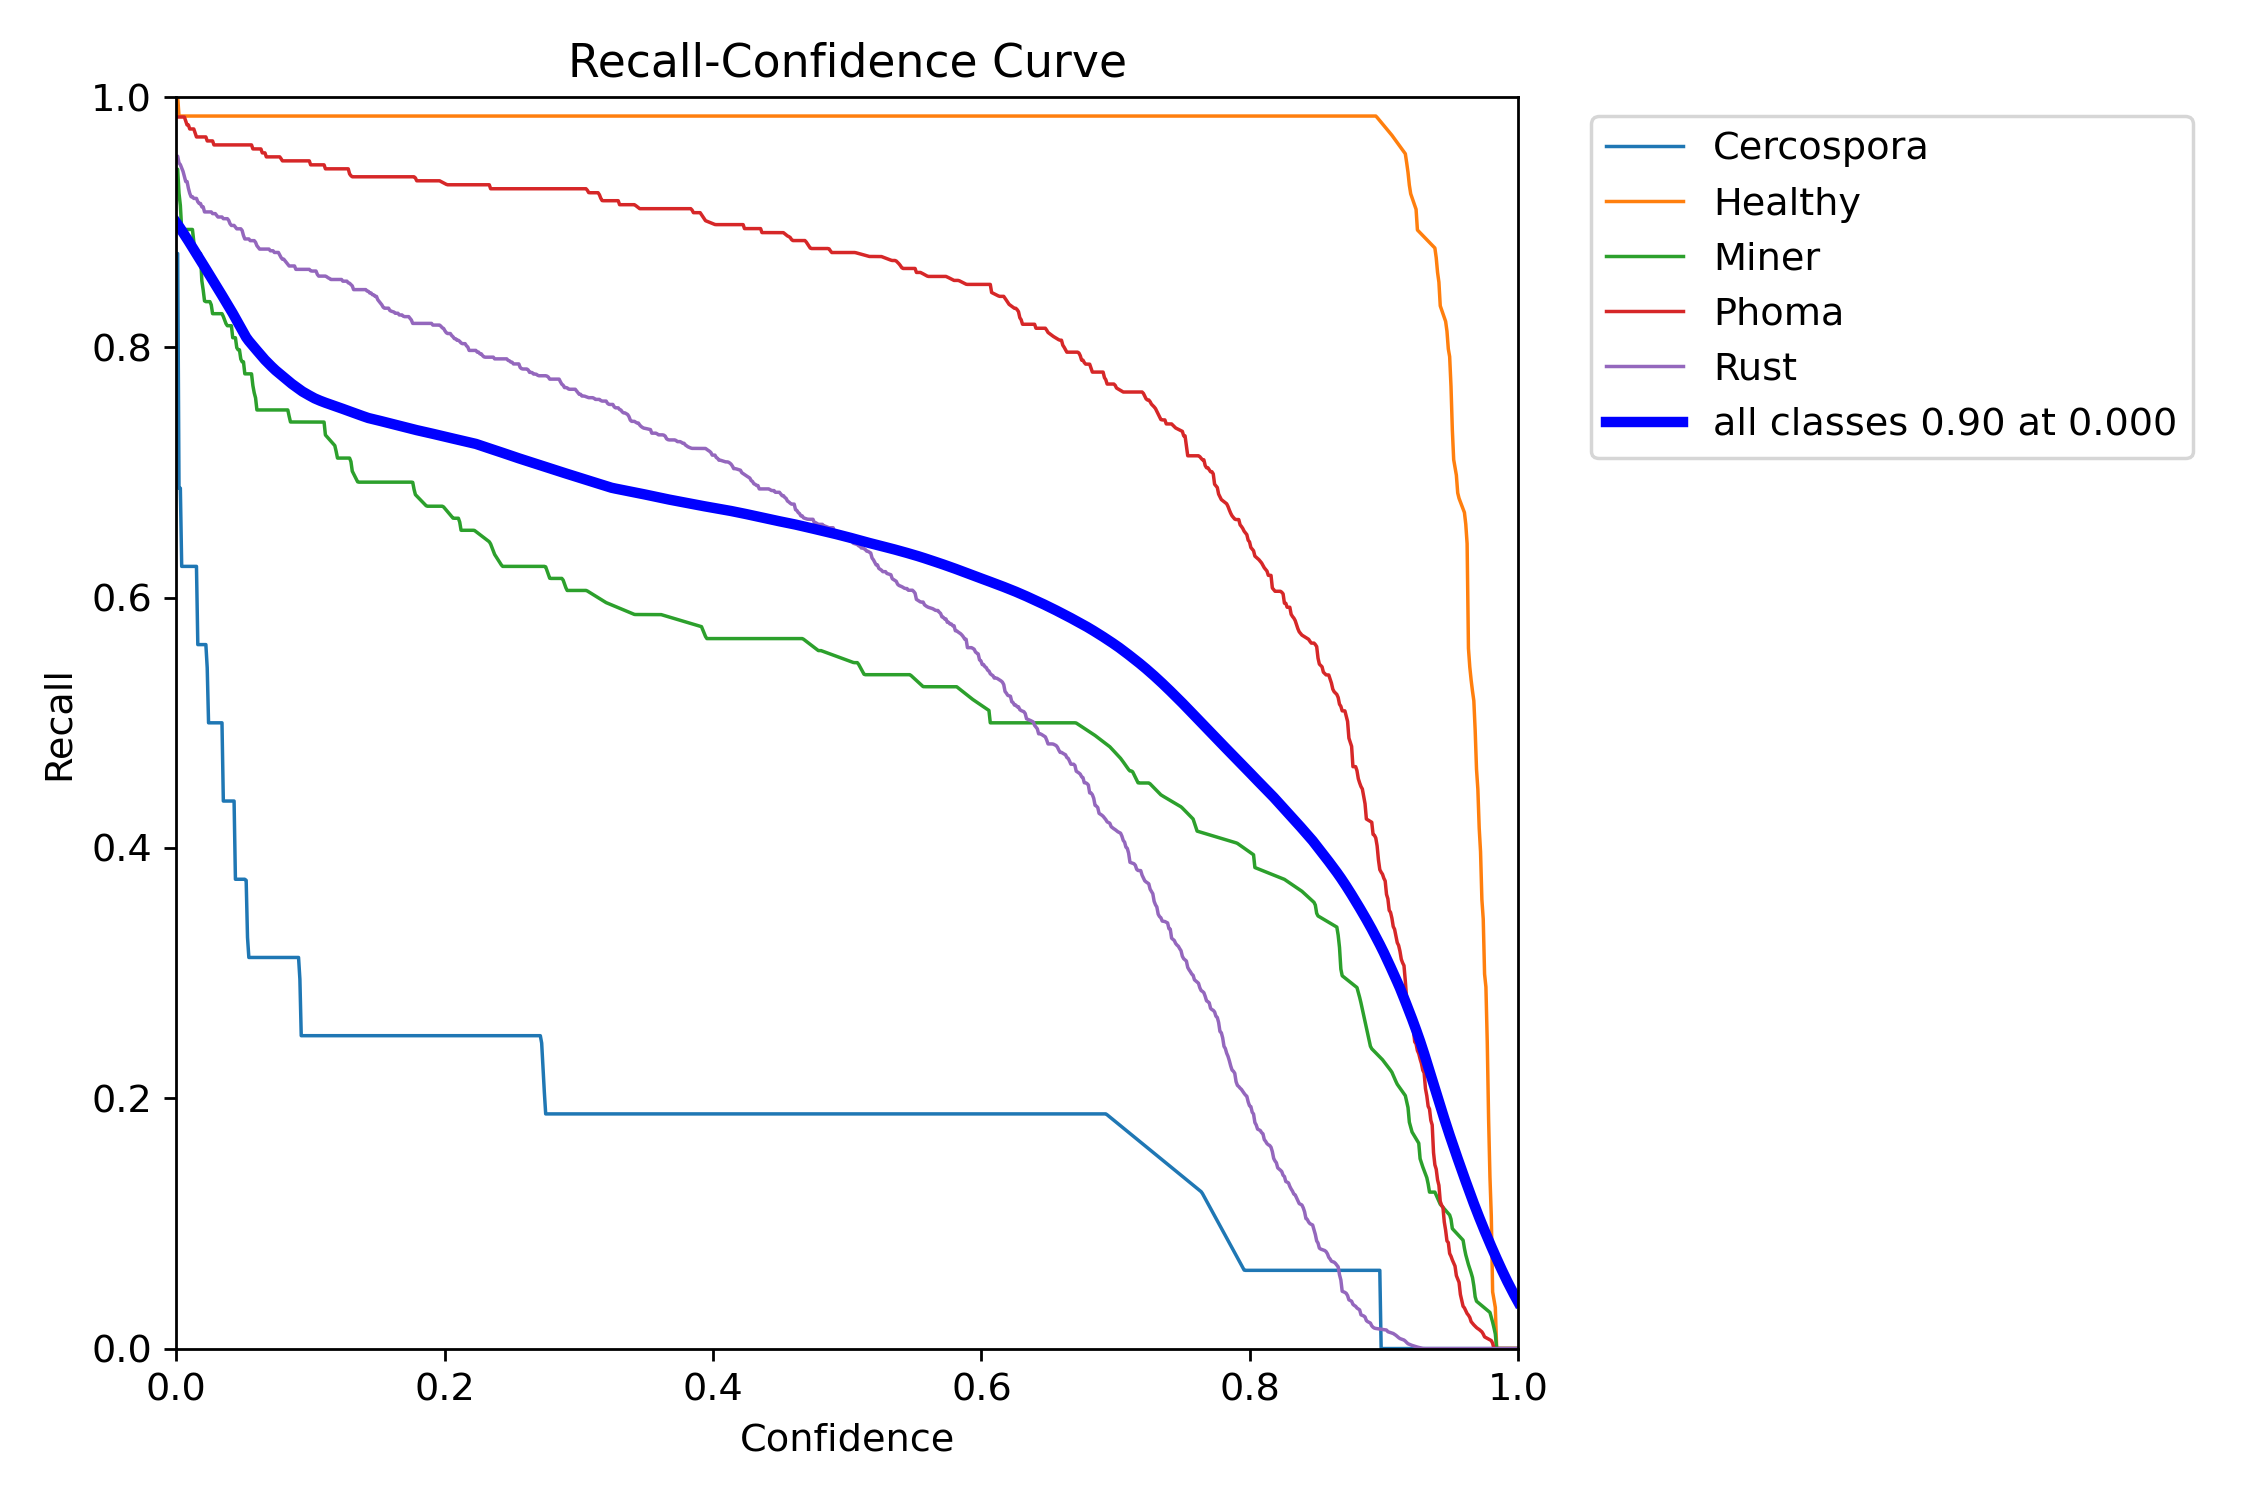 Recall-Confidence Curve
1.0
0.8
0.6
0.4
0.2
0.0
Recall
0.0 0.2 0.4 0.6 0.8 1.0
Confidence
Cercospora
Healthy
Miner
Phoma
Rust
all classes 0.90 at 0.000